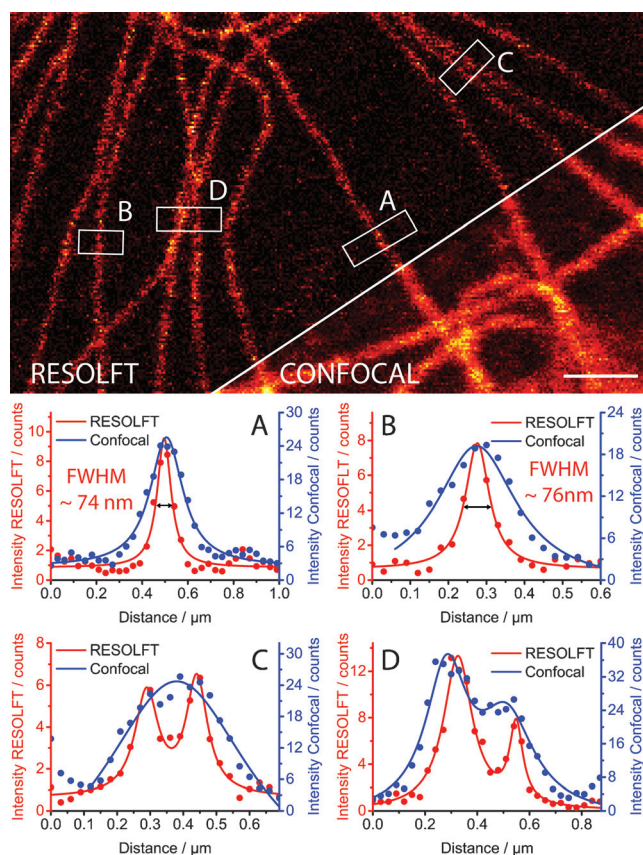 C
D
A
B
RESOLFT
CONFOCAL
A
RESOLFT
Confocal
FWHM
~ 74 nm
Intensity RESOLFT / counts
10
8
6
4
2
0
Intensity Confocal / counts
30
24
18
12
6
0
0.0 0.2 0.4 0.6 0.8 1.0
Distance / µm
B
RESOLFT
Confocal
FWHM
~ 76nm
Intensity RESOLFT / counts
8
6
4
2
0
Intensity Confocal / counts
24
20
16
12
8
4
0
0.0 0.1 0.2 0.3 0.4 0.5 0.6
Distance / µm
C
RESOLFT
Confocal
Intensity RESOLFT / counts
8
6
4
2
0
Intensity Confocal / counts
30
24
18
12
6
0
0.0 0.1 0.2 0.3 0.4 0.5 0.6
Distance / µm
D
RESOLFT
Confocal
Intensity RESOLFT / counts
12
9
6
3
0
Intensity Confocal / counts
40
32
24
16
8
0
0.0 0.2 0.4 0.6 0.8
Distance / µm